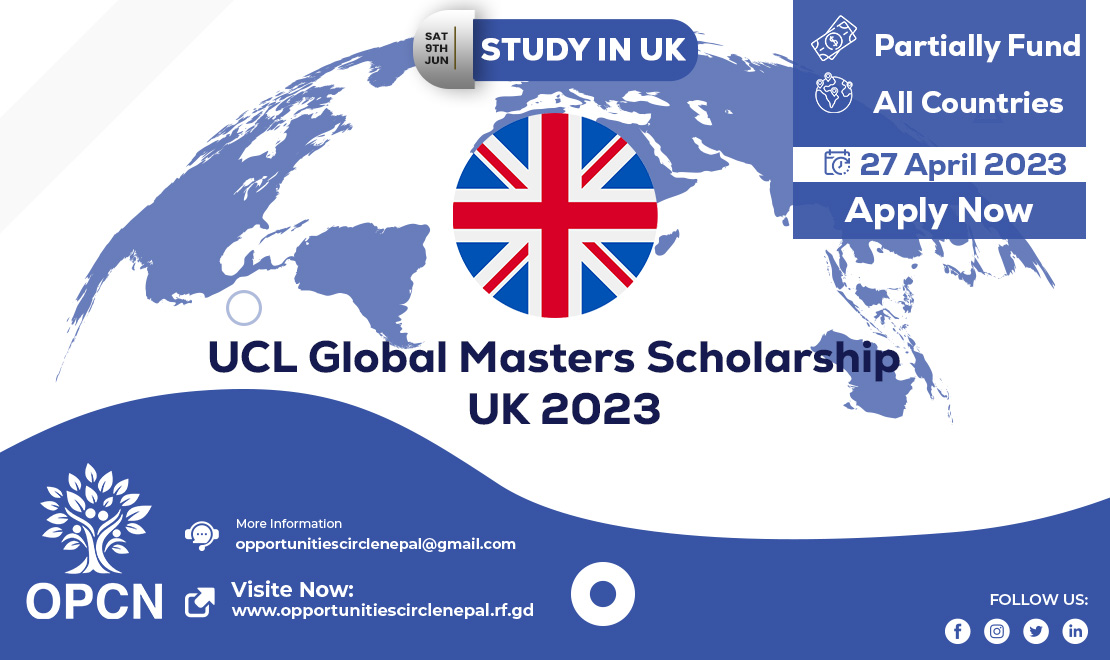 SAT
9TH
JUN
STUDY IN UK
Partially Fund
All Countries
27 April 2023
Apply Now
UCL Global Masters Scholarship
UK 2023
OPCN
More Information
opportunitiescirclenepal@gmail.com
Visite Now:
www.opportunitiescirclenepal.rf.gd
FOLLOW US: